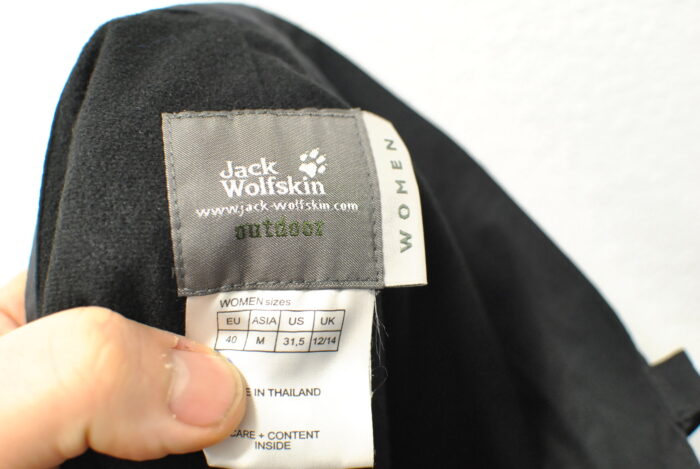 Jack
Wolfskin
www.jack-wolfskin.com
outdoor
WOMEN
WOMEN sizes
EU ASIA US UK
40 M 31,5 12/14
IN THAILAND
CARE + CONTENT
INSIDE